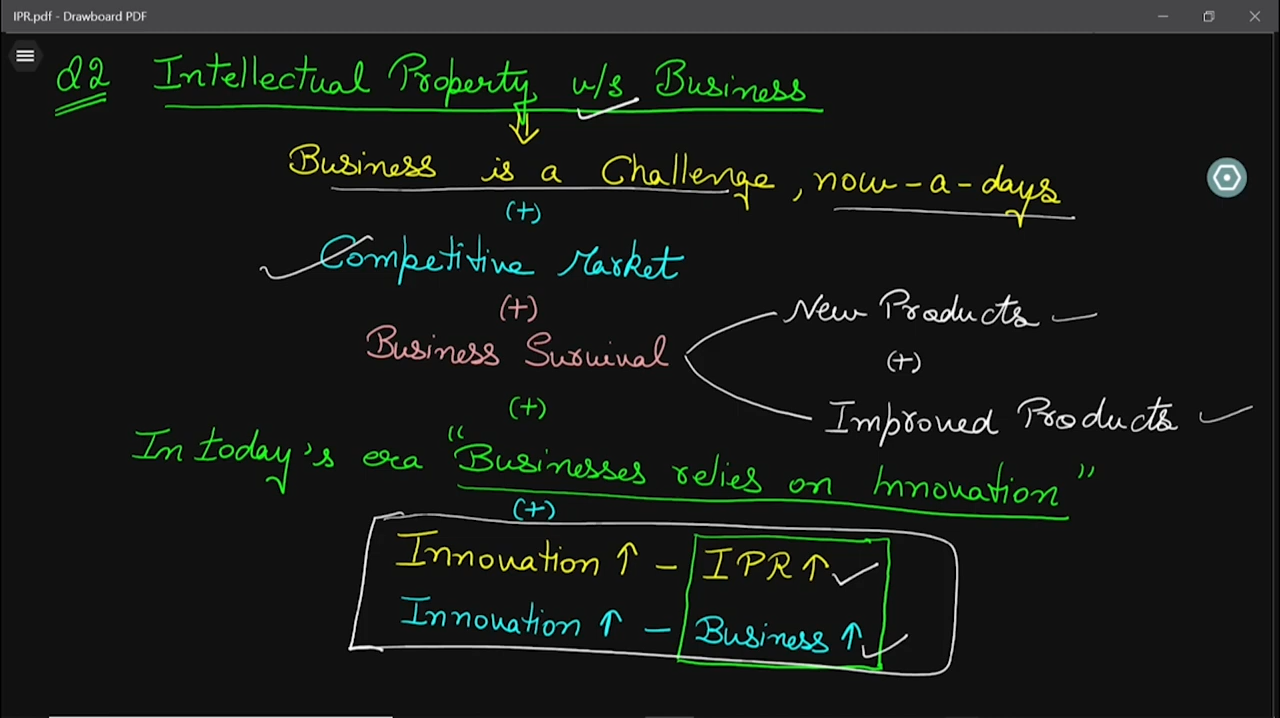 IPR.pdf - Drawboard PDF
Q2 Intellectual Property v/s Business
Business is a Challenge, now-a-days
(+)
Competitive Market
(+)
New Products
Business Survival
(+)
Improved Products
(+)
In today's era "Businesses relies on Innovation"
(+)
Innovation ↑ - IPR ↑
Innovation ↑ - Business ↑